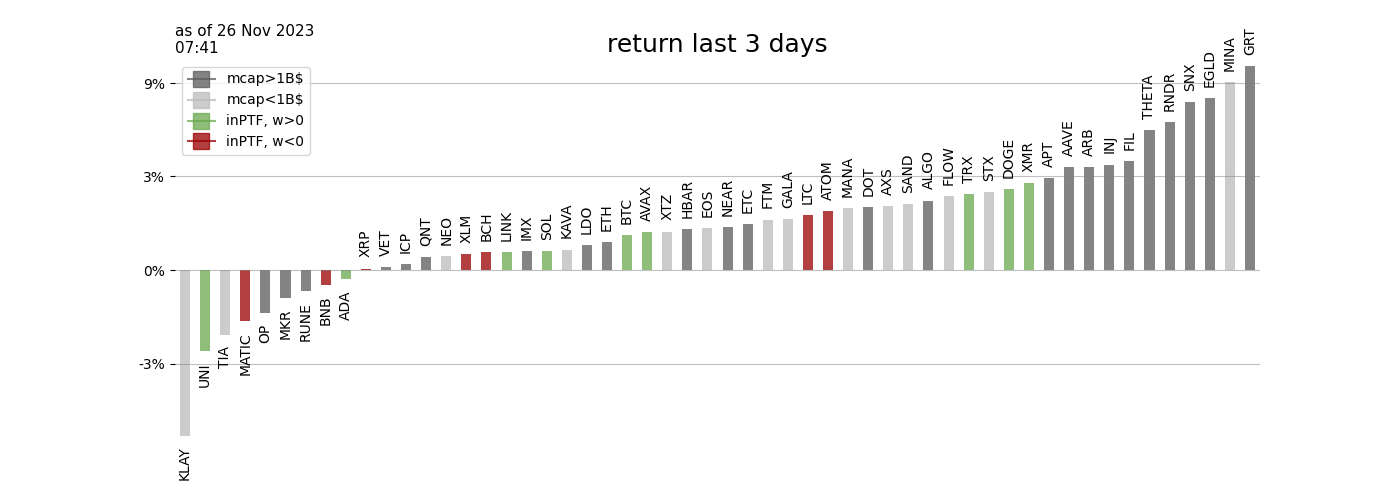 as of 26 Nov 2023
07:41
return last 3 days
mcap>1B$
mcap<1B$
inPTF, w>0
inPTF, w<0
9%
3%
0%
-3%
KLAY
UNI
TIA
MATIC
OP
MKR
RUNE
BNB
ADA
XRP
VET
ICP
QNT
NEO
XLM
BCH
LINK
IMX
SOL
KAVA
LDO
ETH
BTC
AVAX
XTZ
HBAR
EOS
NEAR
ETC
FTM
GALA
LTC
ATOM
MANA
DOT
AXS
SAND
ALGO
FLOW
TRX
STX
DOGE
XMR
APT
AAVE
ARB
INJ
FIL
THETA
RNDR
SNX
EGLD
MINA
GRT